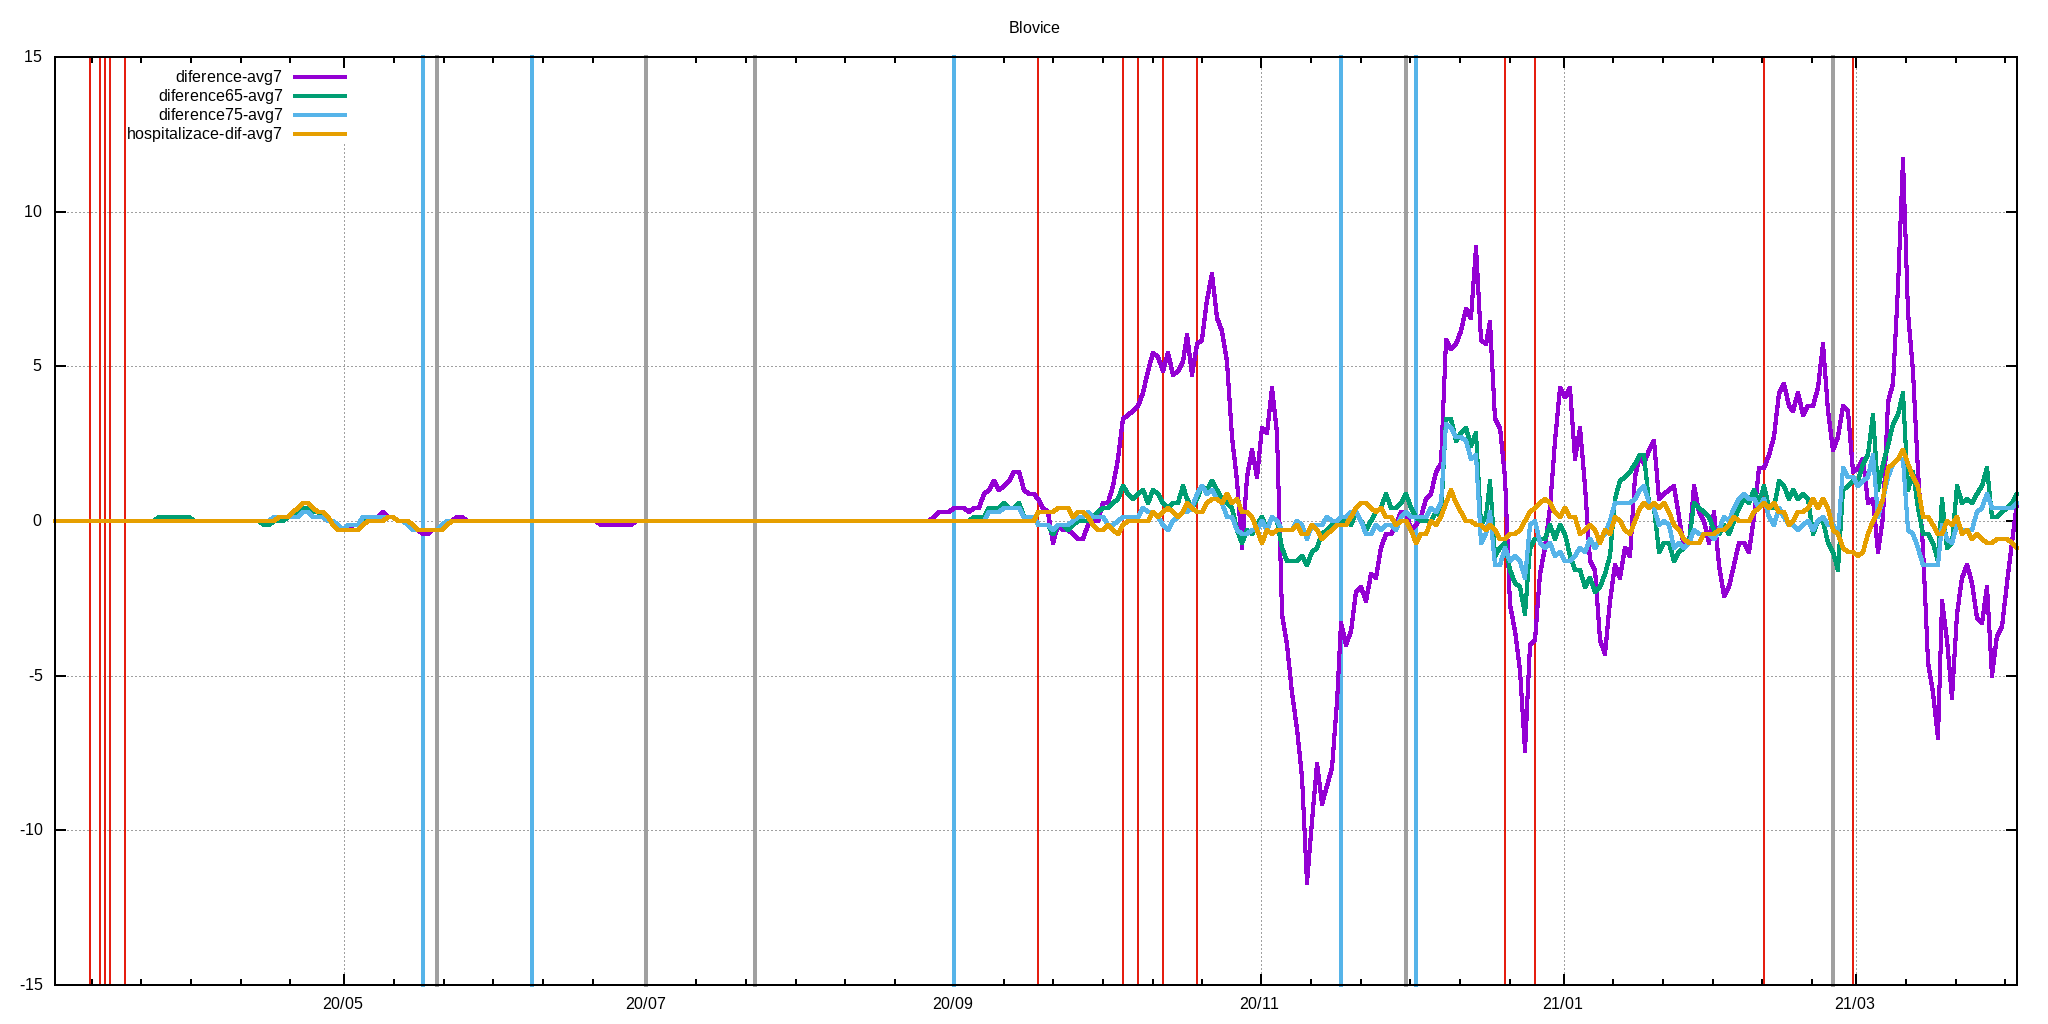 Blovice
15
10
5
0
-5
-10
-15
diference-avg7
diference65-avg7
diference75-avg7
hospitalizace-dif-avg7
20/05 20/07 20/09 20/11 21/01 21/03